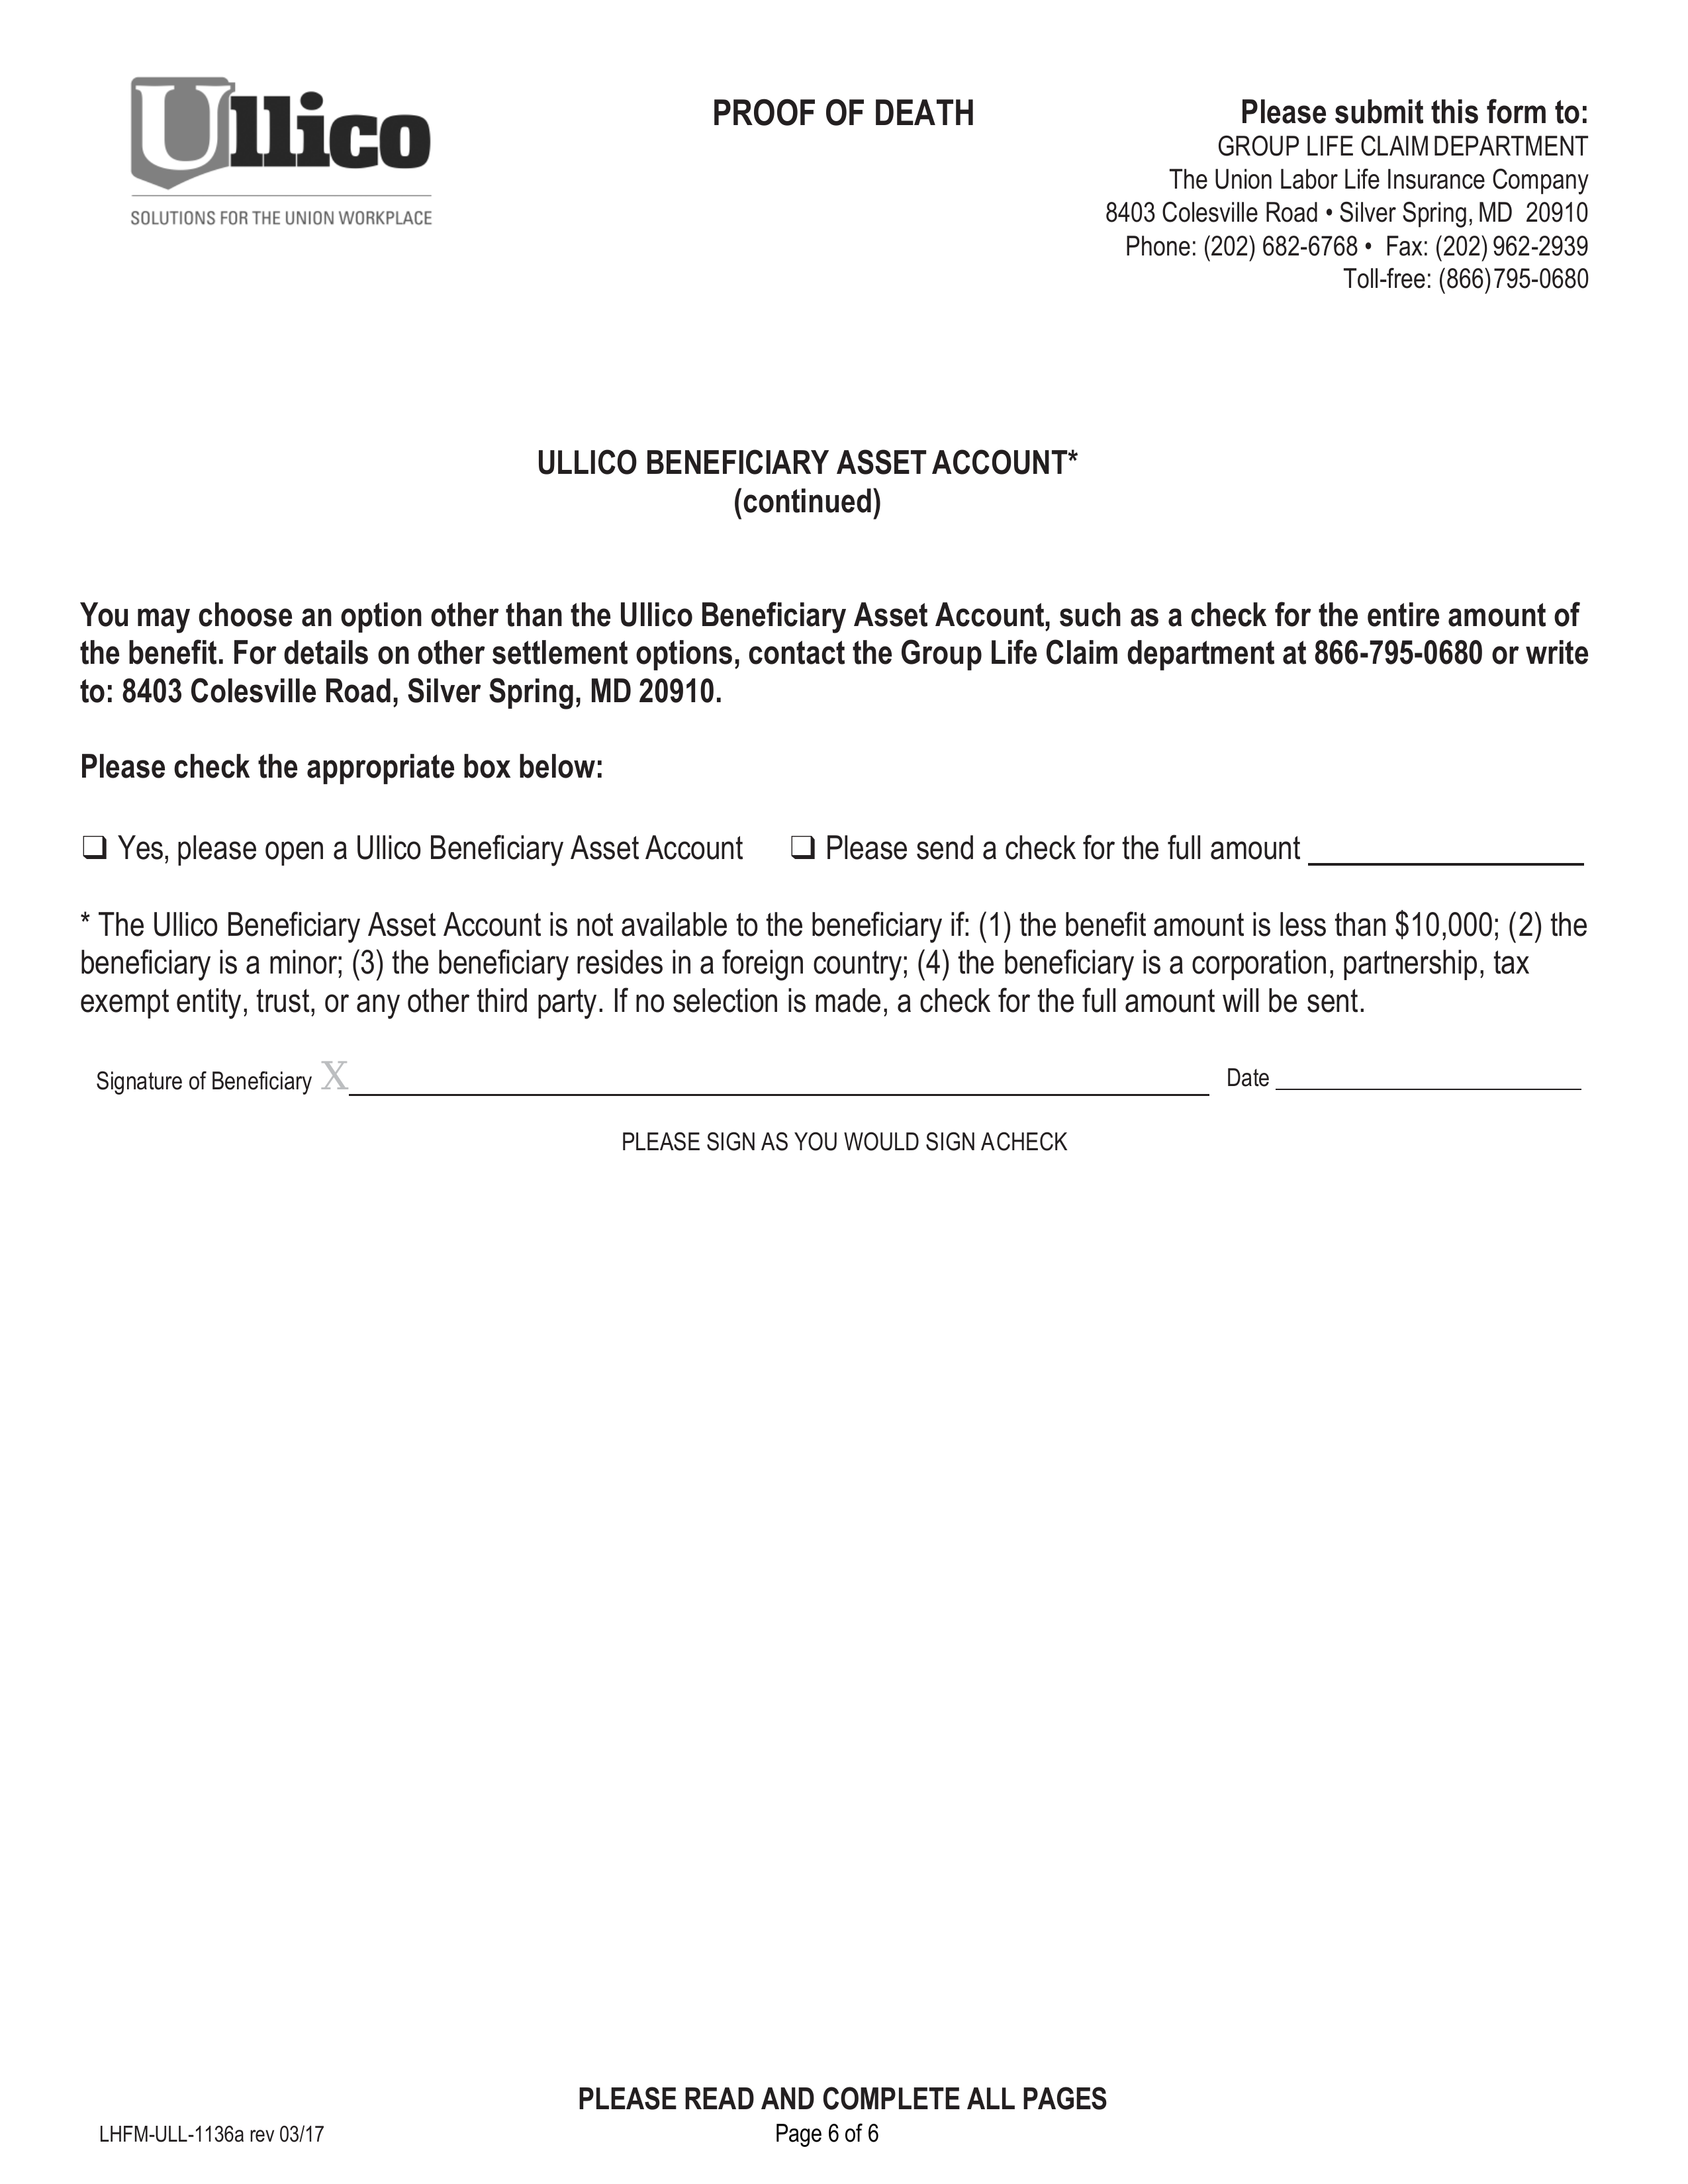 Ullico
SOLUTIONS FOR THE UNION WORKPLACE
PROOF OF DEATH
Please submit this form to:
GROUP LIFE CLAIM DEPARTMENT
The Union Labor Life Insurance Company
8403 Colesville Road • Silver Spring, MD 20910
Phone: (202) 682-6768 • Fax: (202) 962-2939
Toll-free: (866) 795-0680
ULLICO BENEFICIARY ASSET ACCOUNT*
(continued)
You may choose an option other than the Ullico Beneficiary Asset Account, such as a check for the entire amount of
the benefit. For details on other settlement options, contact the Group Life Claim department at 866-795-0680 or write
to: 8403 Colesville Road, Silver Spring, MD 20910.
Please check the appropriate box below:
❏ Yes, please open a Ullico Beneficiary Asset Account ❏ Please send a check for the full amount ____________
* The Ullico Beneficiary Asset Account is not available to the beneficiary if: (1) the benefit amount is less than $10,000; (2) the
beneficiary is a minor; (3) the beneficiary resides in a foreign country; (4) the beneficiary is a corporation, partnership, tax
exempt entity, trust, or any other third party. If no selection is made, a check for the full amount will be sent.
Signature of Beneficiary X____________ Date ____________
PLEASE SIGN AS YOU WOULD SIGN A CHECK
PLEASE READ AND COMPLETE ALL PAGES
LHFM-ULL-1136a rev 03/17 Page 6 of 6